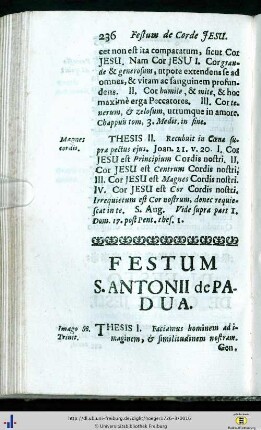 236 Festum de Corde JESU.
cet non est ita comparatum, sicut Cor
JESU. Nam Cor JESU I. Cor gran-
de & generosum, utpote extendens se ad
omnes, & vitam ac sanguinem profun-
dens. II. Cor humile, & mite, & hoc
maximè erga Peccatores. III. Cor te-
nerum, & zelosum, utrumque in amore.
Chappuis tom. 3. Medit. in fine.
Magnes cordis.
THESIS II. Recubuit in Cœna su-
pra pectus ejus. Joan. 21. v. 20. I. Cor
JESU est Principium Cordis nostri. II.
Cor JESU est Centrum Cordis nostri.
III. Cor JESU est Magnes Cordis nostri.
IV. Cor JESU est Cor Cordis nostri.
Irrequietum est Cor nostrum, donec requie-
scat in te. S. Aug. Vide supra part. I.
Dom. 17. post Pent. thes. 1.
FESTUM
S. ANTONII de PA-
DUA.
Imago SS. Trinit.
THESIS I. Faciamus hominem ad i-
maginem, & similitudinem nostram.
Gen.
© Universitätsbibliothek Freiburg